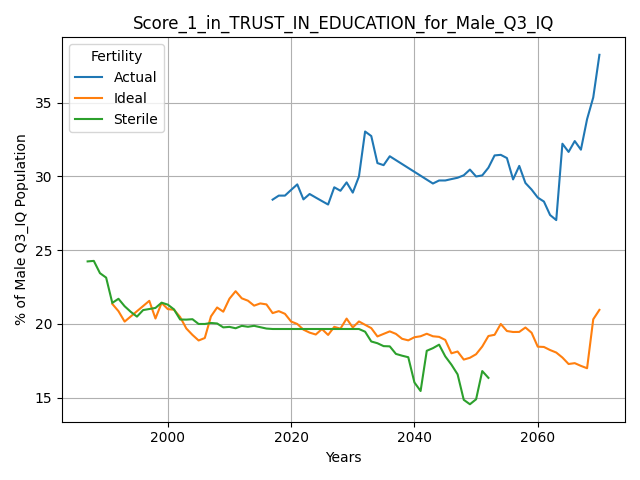 Score_1_in_TRUST_IN_EDUCATION_for_Male_Q3_IQ
Fertility
Actual
Ideal
Sterile
% of Male Q3_IQ Population
35
30
25
20
15
2000
2020
2040
2060
Years